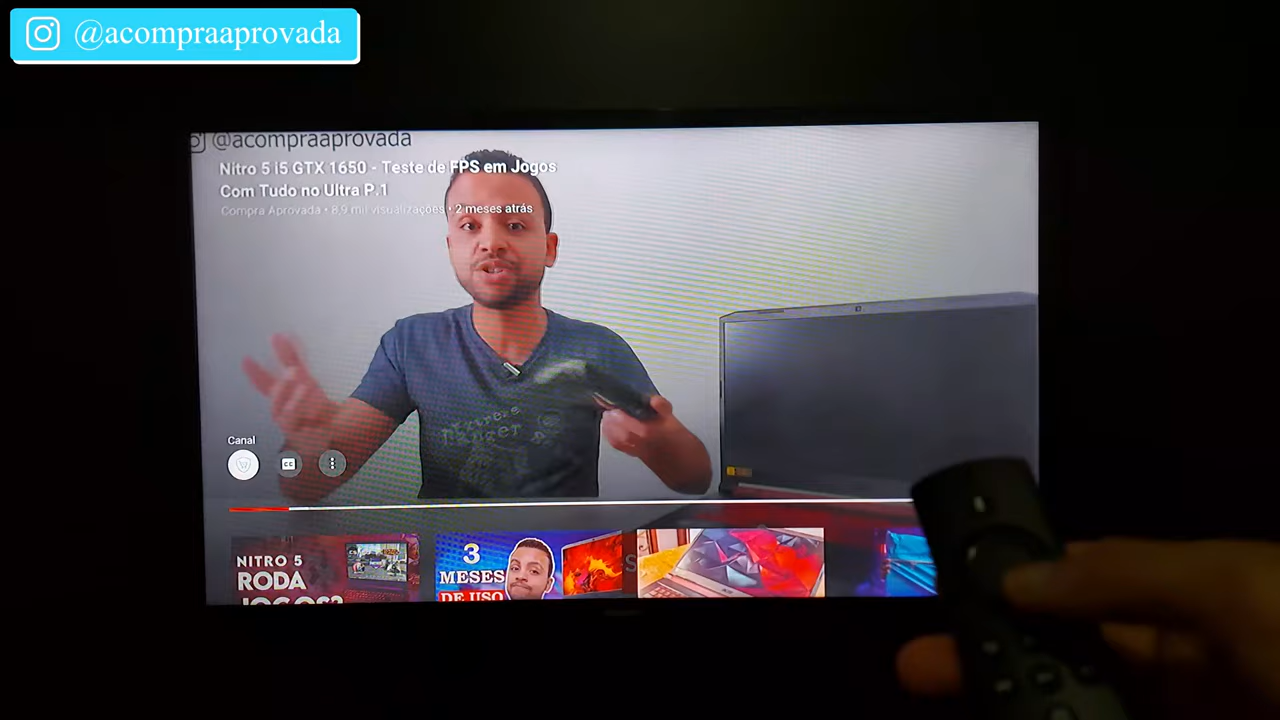 @acompraaprovada
@acompraaprovada
Nitro 5 i5 GTX 1650 - Teste de FPS em Jogos
Com Tudo no Ultra P.1
Compra Aprovada • 8,9 mil visualizações • 2 meses atrás
Canal
CC
NITRO 5
RODA
JOGOS?
3
MESES
DE USO